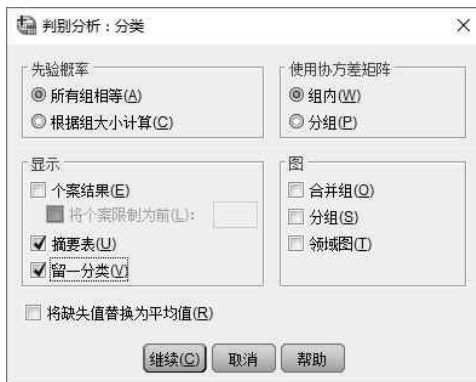 判别分析：分类
先验概率
所有组相等(A)
根据组大小计算(C)
使用协方差矩阵
组内(W)
分组(P)
显示
个案结果(E)
将个案限制为前(L):
摘要表(U)
留一分类(V)
图
合并组(O)
分组(S)
领域图(T)
将缺失值替换为平均值(R)
继续(C) 取消 帮助